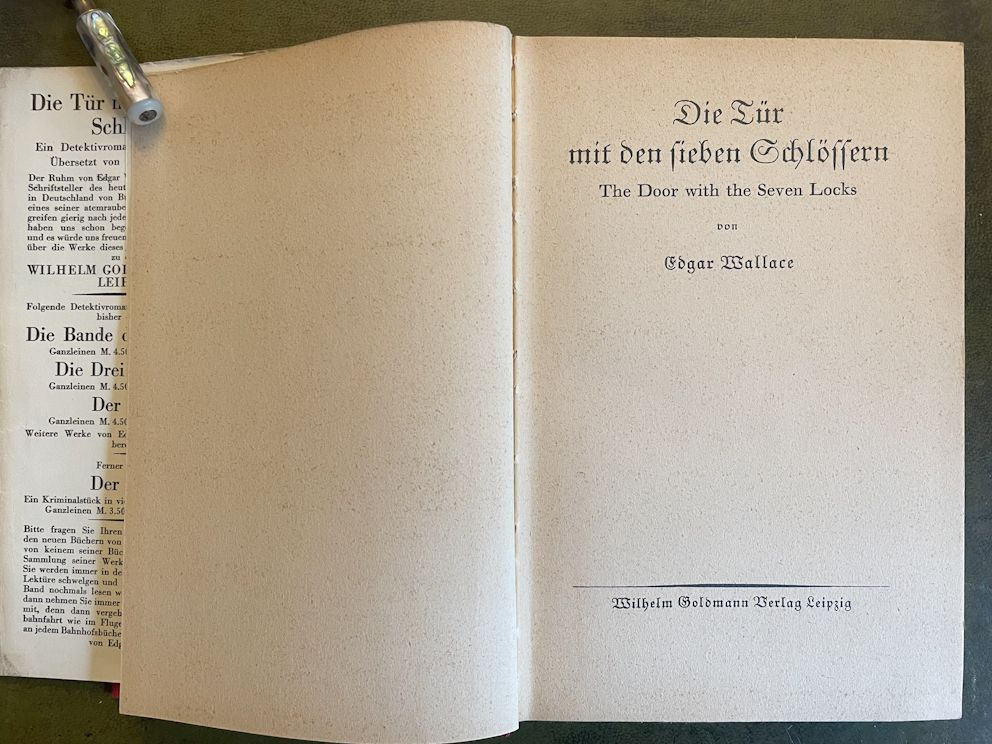 Die Tür
Schl
Ein Detektivroma
Übersetzt von
Der Ruhm von Edgar
Schriftsteller des heut
in Deutschland von
eines seiner atemraube
greifen gierig nach jede
haben uns schon beg
und es würde uns freuen
über die Werke dieses
zu
WILHELM GOL
LEIP
Folgende Detektivroma
bisher
Die Bande
Ganzleinen M. 4.50
Die Drei
Ganzleinen M. 4.50
Der
Ganzleinen M. 4.50
Weitere Werke von Ed
bere
Ferner
Der
Ein Kriminalstück in vi
Ganzleinen M. 3.50
Bitte fragen Sie Ihren
den neuen Büchern von
von keinem seiner Büc
Sammlung seiner Werk
Sie werden immer in de
Lektüre schwelgen und
Band nochmals lesen w
dann nehmen Sie immer
mit, denn dann vergeh
bahnfahrt wie im Fluge
an jedem Bahnhofsbüche
von Edg
Die Tür
mit den sieben Schlössern
The Door with the Seven Locks
von
Edgar Wallace
Wilhelm Goldmann Verlag Leipzig